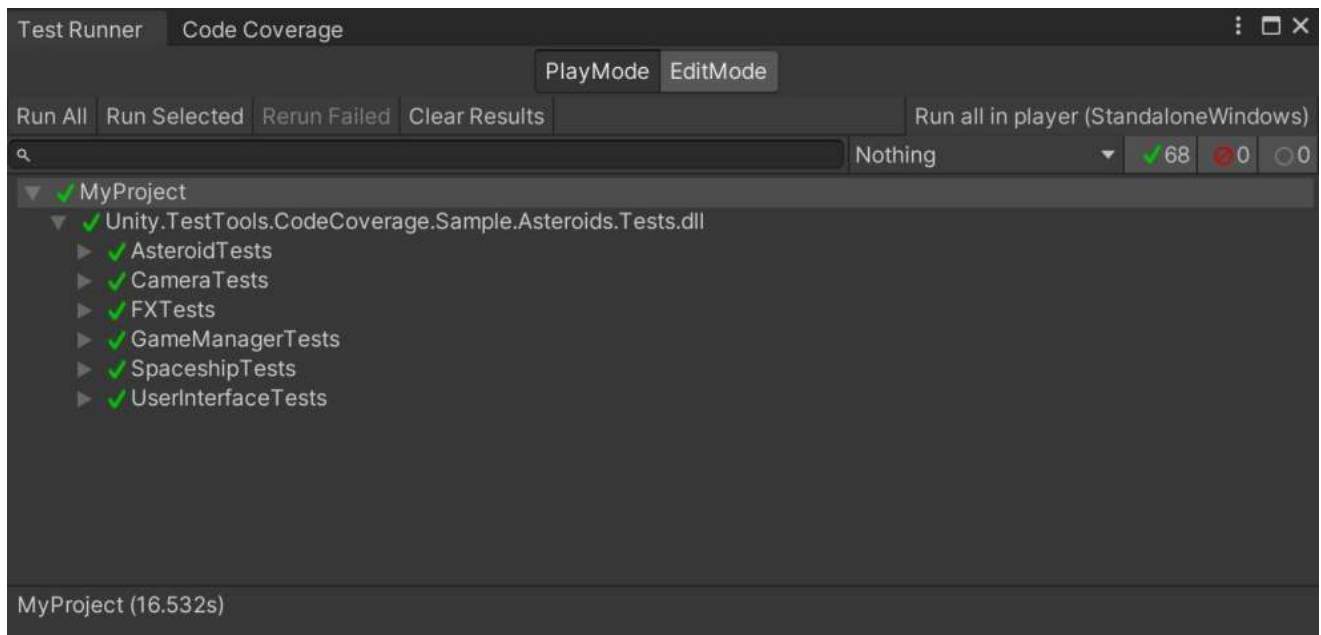 Test Runner Code Coverage
PlayMode EditMode
Run All Run Selected Rerun Failed Clear Results Run all in player (StandaloneWindows)
Nothing 68 0 0
MyProject
Unity.TestTools.CodeCoverage.Sample.Asteroids.Tests.dll
AsteroidTests
CameraTests
FXTests
GameManagerTests
SpaceshipTests
UserInterfaceTests
MyProject (16.532s)